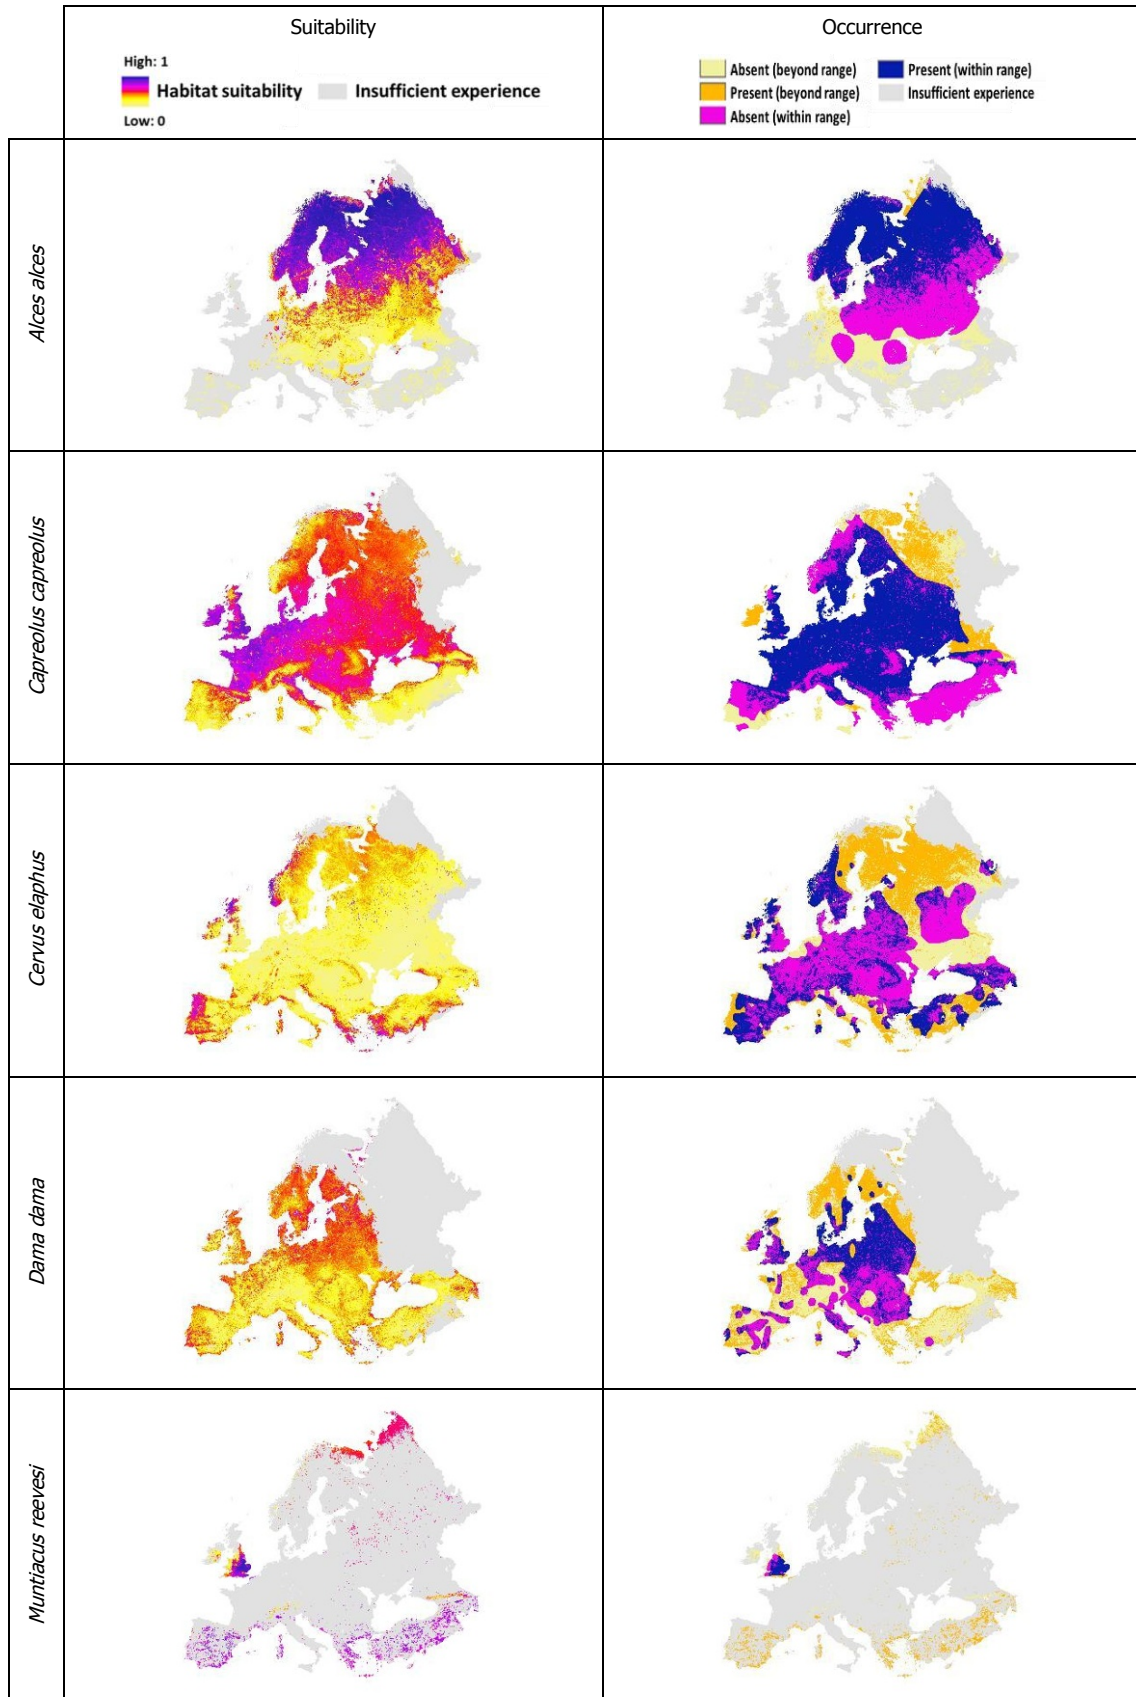 Suitability
High: 1
Habitat suitability
Insufficient experience
Low: 0
Occurrence
Absent (beyond range)
Present (within range)
Present (beyond range)
Insufficient experience
Absent (within range)
Alces alces
Capreolus capreolus
Cervus elaphus
Dama dama
Muntiacus reevesi